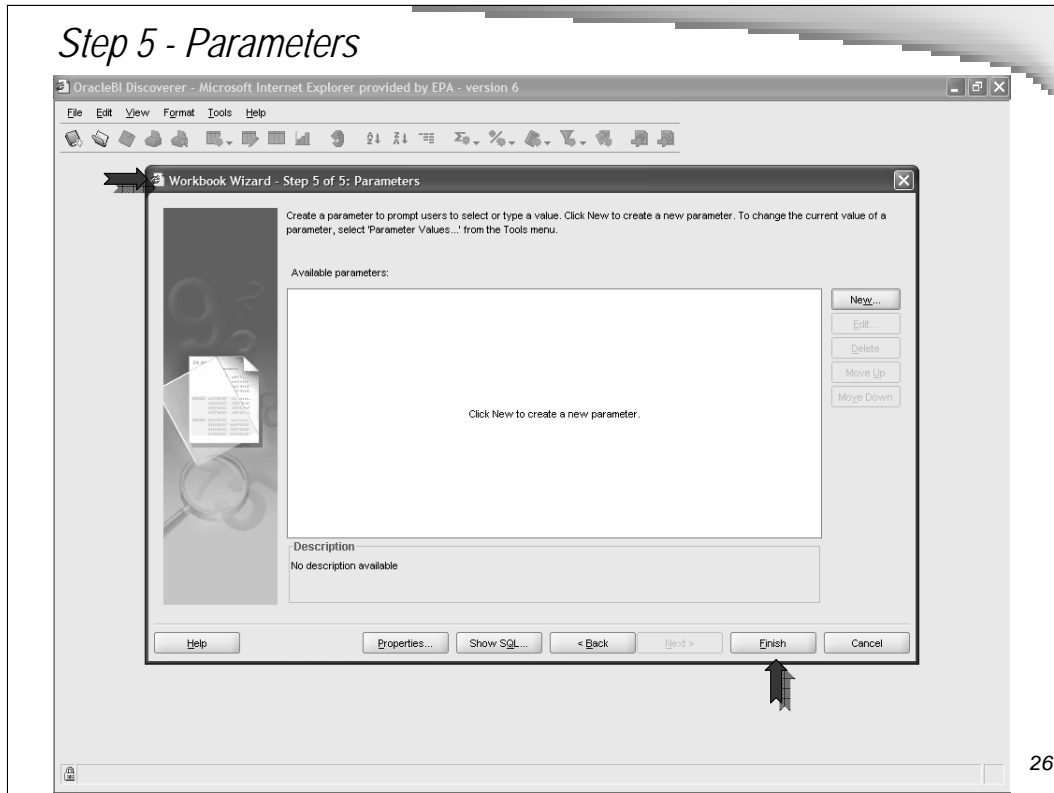 Step 5 - Parameters
OracleBI Discoverer - Microsoft Internet Explorer provided by EPA - version 6
File Edit View Format Tools Help
Workbook Wizard - Step 5 of 5: Parameters
Create a parameter to prompt users to select or type a value. Click New to create a new parameter. To change the current value of a
parameter, select 'Parameter Values...' from the Tools menu.
Available parameters:
New...
Edit...
Delete
Move Up
Move Down
Click New to create a new parameter.
Description
No description available
Help Properties... Show SQL... < Back Next > Finish Cancel
26